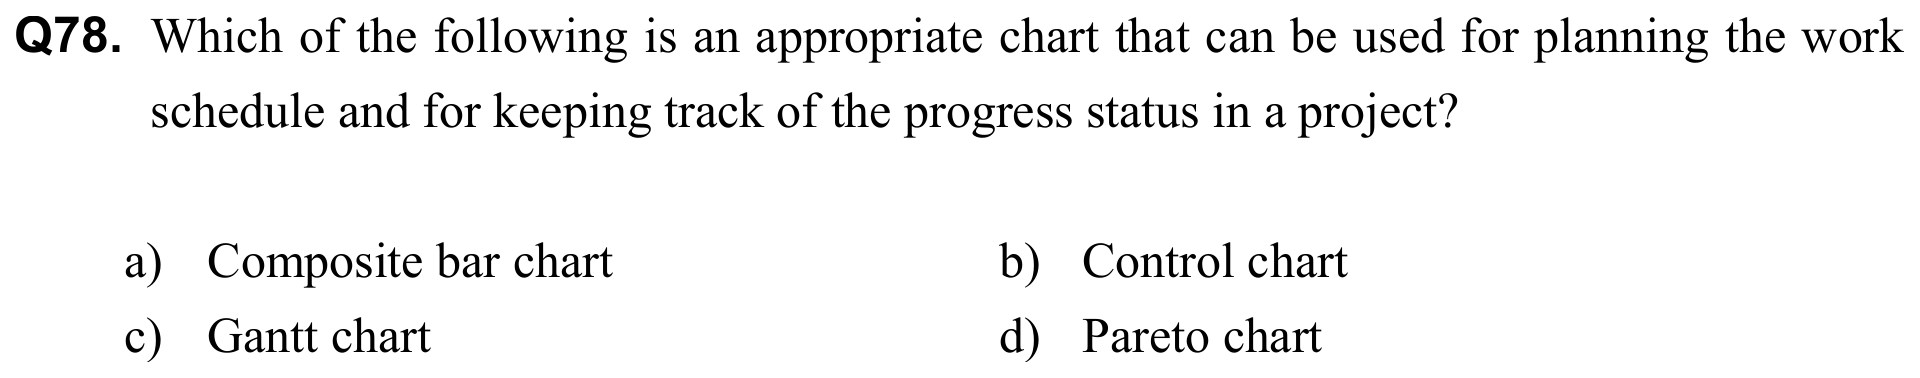 Q78. Which of the following is an appropriate chart that can be used for planning the work
schedule and for keeping track of the progress status in a project?
a) Composite bar chart b) Control chart
c) Gantt chart d) Pareto chart